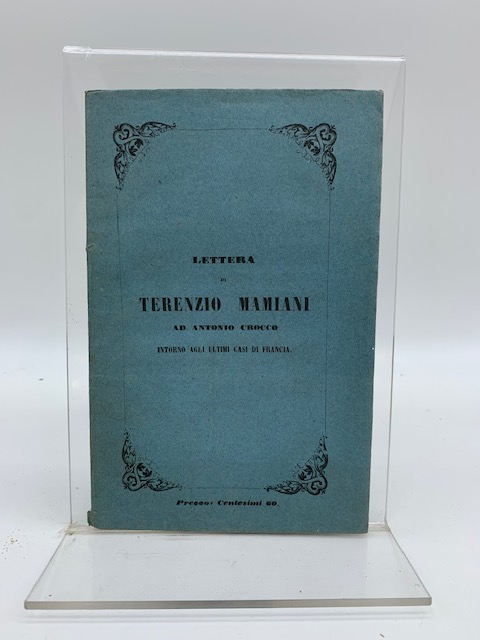 LETTERA
DI
TERENZIO MAMIANI
AD ANTONIO CROCCO
INTORNO AGLI ULTIMI CASI DI FRANCIA.
Prezzo: Centesimi 60.